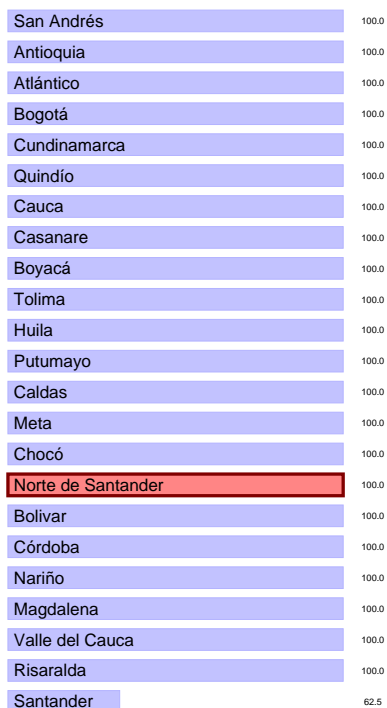 San Andrés 100.0
Antioquia 100.0
Atlántico 100.0
Bogotá 100.0
Cundinamarca 100.0
Quindío 100.0
Cauca 100.0
Casanare 100.0
Boyacá 100.0
Tolima 100.0
Huila 100.0
Putumayo 100.0
Caldas 100.0
Meta 100.0
Chocó 100.0
Norte de Santander 100.0
Bolivar 100.0
Córdoba 100.0
Nariño 100.0
Magdalena 100.0
Valle del Cauca 100.0
Risaralda 100.0
Santander 62.5